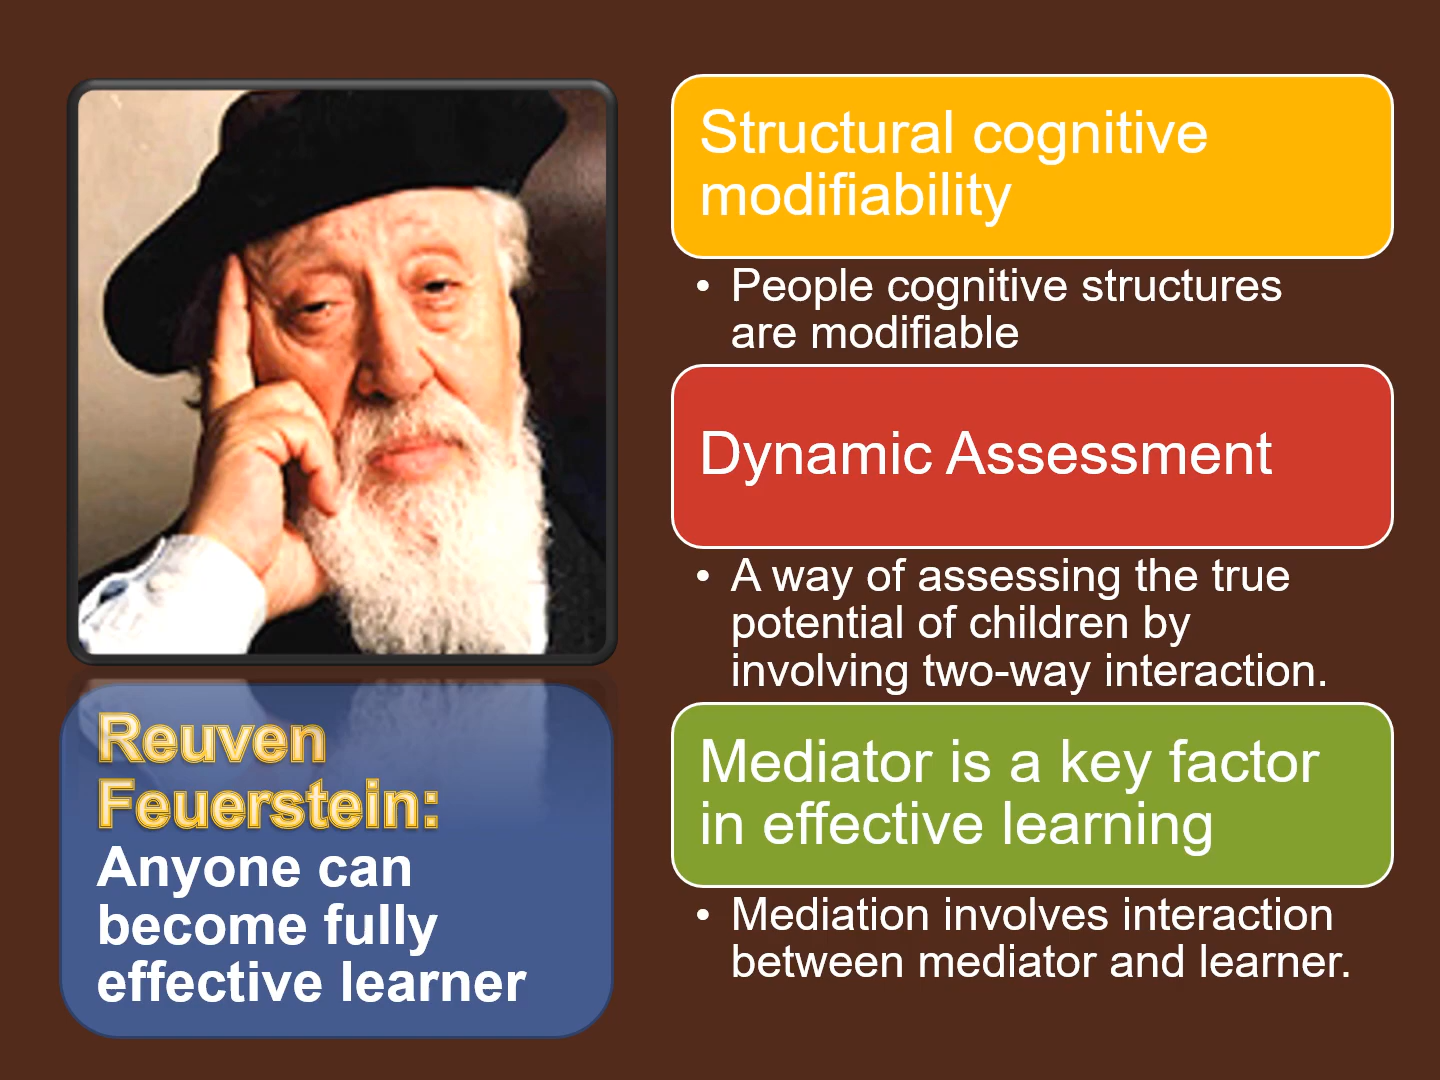 Reuven
Feuerstein:
Anyone can
become fully
effective learner
Structural cognitive
modifiability
• People cognitive structures
are modifiable
Dynamic Assessment
• A way of assessing the true
potential of children by
involving two-way interaction.
Mediator is a key factor
in effective learning
• Mediation involves interaction
between mediator and learner.